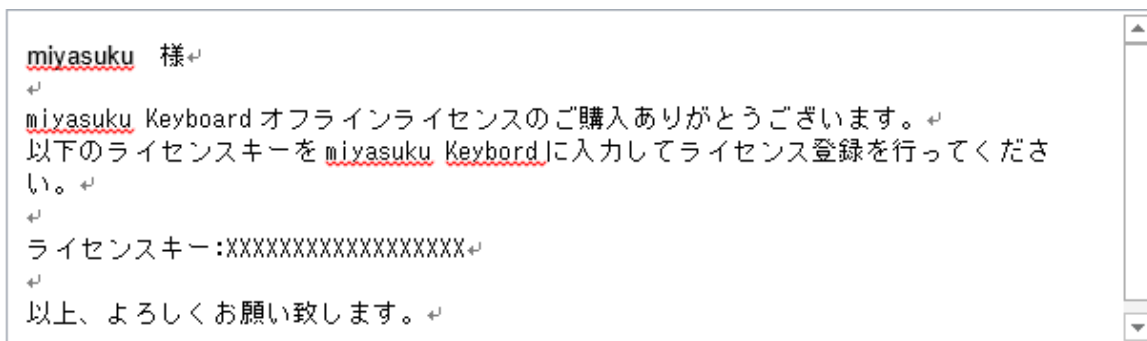 miyasuku　様↵
↵
miyasuku Keyboard オフラインライセンスのご購入ありがとうございます。↵
以下のライセンスキーを miyasuku Keybord に入力してライセンス登録を行ってくださ
い。↵
↵
ライセンスキー:XXXXXXXXXXXXXXXXXX↵
↵
以上、よろしくお願い致します。↵